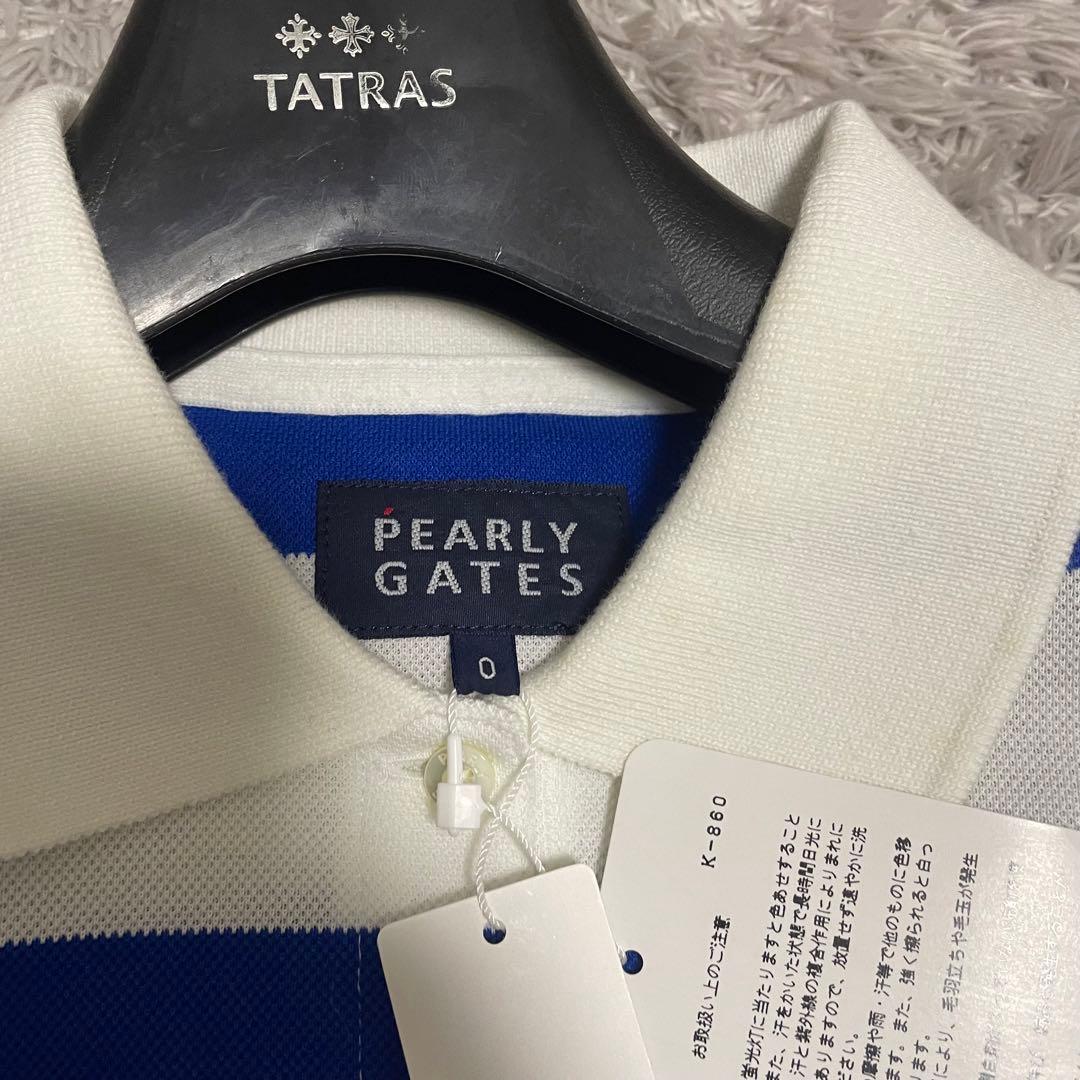 TATRAS
PEARLY
GATES
0
K-860
お取扱い上のご注意
蛍光灯に当たりますと色あせすること
また、汗をかいた状態で長時間日光に
汗と紫外線の複合作用によりまれに
ありますので、放置せず速やかに洗
ださい。
摩擦や雨・汗等で他のものに色移
ます。また、強く擦られると白っ
ります。
により、毛羽立ちや毛玉が発生